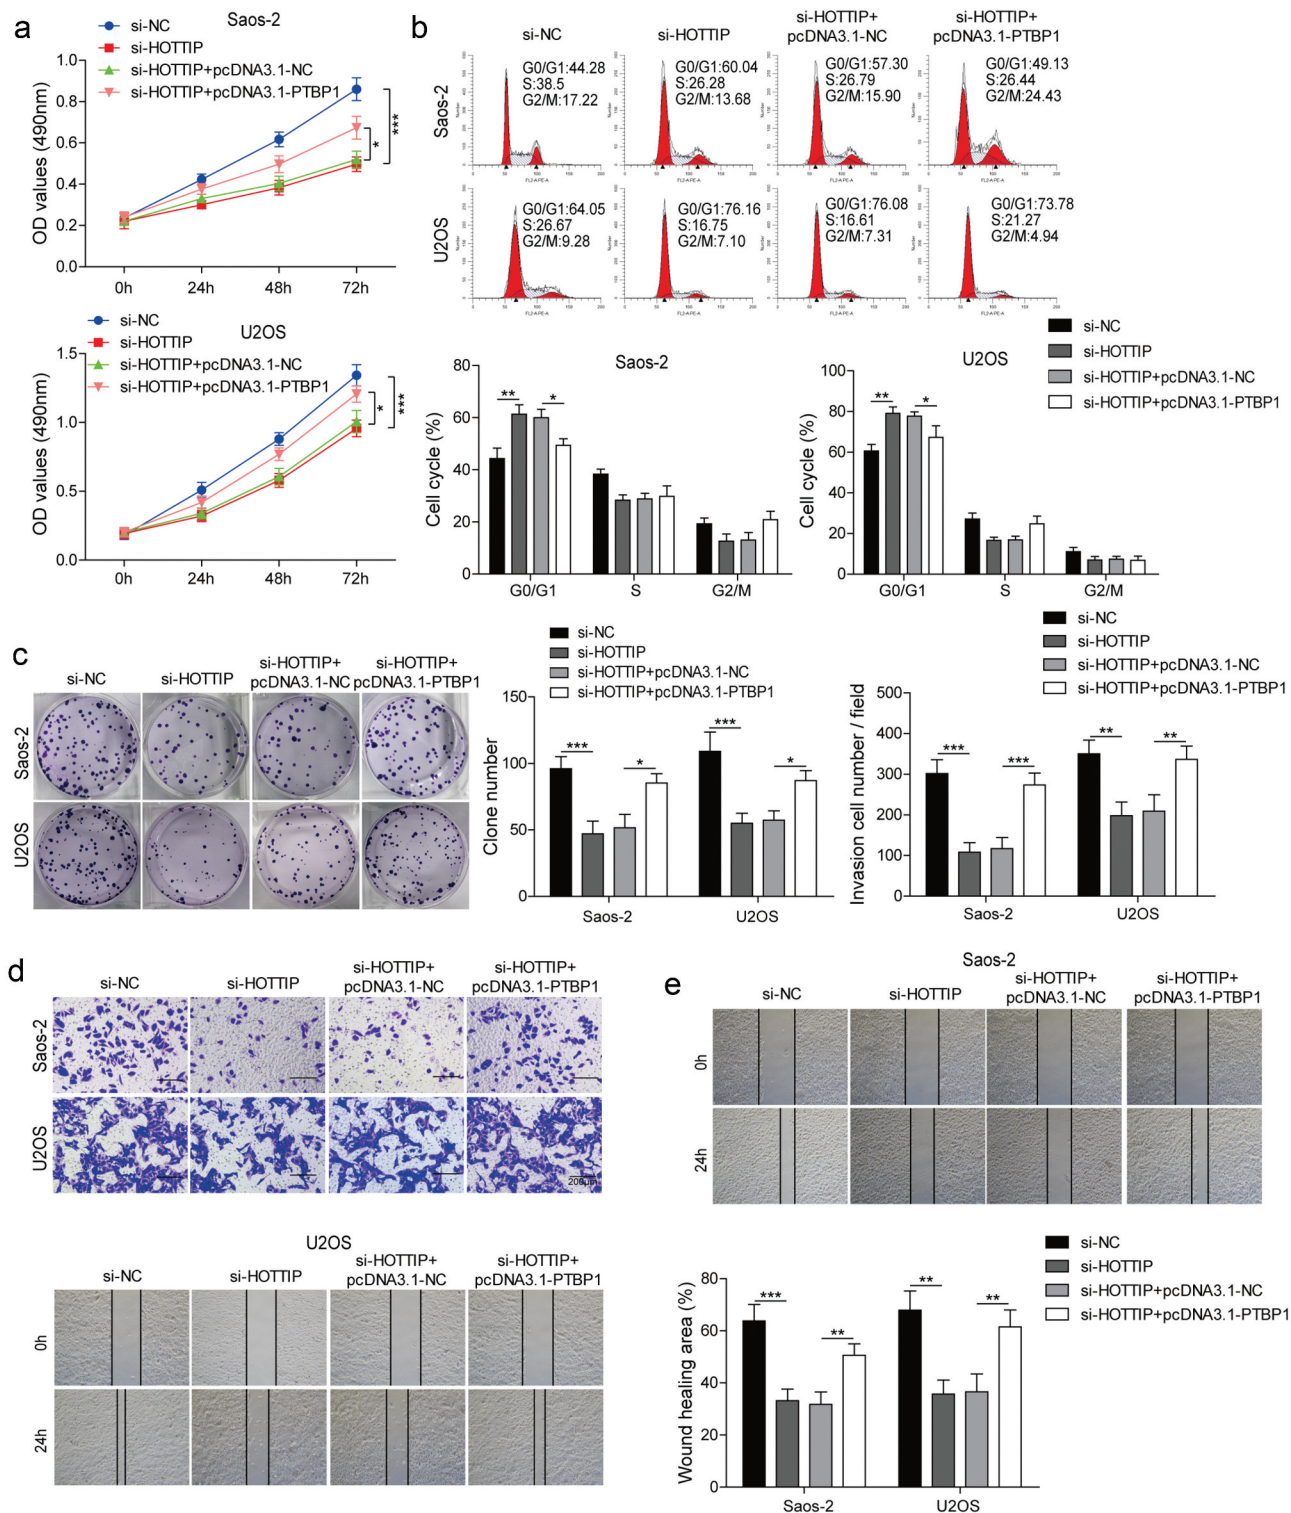 a
Saos-2
si-NC
si-HOTTIP
si-HOTTIP+pcDNA3.1-NC
si-HOTTIP+pcDNA3.1-PTBP1
OD values (490nm)
1.0
0.8
0.6
0.4
0.2
0.0
0h 24h 48h 72h
*
***
U2OS
si-NC
si-HOTTIP
si-HOTTIP+pcDNA3.1-NC
si-HOTTIP+pcDNA3.1-PTBP1
OD values (490nm)
1.5
1.0
0.5
0.0
0h 24h 48h 72h
*
***
b
si-NC
si-HOTTIP
si-HOTTIP+
pcDNA3.1-NC
si-HOTTIP+
pcDNA3.1-PTBP1
Saos-2
G0/G1:44.28
S:38.5
G2/M:17.22
G0/G1:60.04
S:26.28
G2/M:13.68
G0/G1:57.30
S:26.79
G2/M:15.90
G0/G1:49.13
S:26.44
G2/M:24.43
U2OS
G0/G1:64.05
S:26.67
G2/M:9.28
G0/G1:76.16
S:16.75
G2/M:7.10
G0/G1:76.08
S:16.61
G2/M:7.31
G0/G1:73.78
S:21.27
G2/M:4.94
si-NC
si-HOTTIP
si-HOTTIP+pcDNA3.1-NC
si-HOTTIP+pcDNA3.1-PTBP1
Saos-2
Cell cycle (%)
80
60
40
20
0
** *
G0/G1 S G2/M
U2OS
Cell cycle (%)
100
80
60
40
20
0
** *
G0/G1 S G2/M
c
si-NC
si-HOTTIP
si-HOTTIP+
pcDNA3.1-NC
si-HOTTIP+
pcDNA3.1-PTBP1
Saos-2
U2OS
si-NC
si-HOTTIP
si-HOTTIP+pcDNA3.1-NC
si-HOTTIP+pcDNA3.1-PTBP1
Clone number
150
100
50
0
*** * *** *
Saos-2 U2OS
si-NC
si-HOTTIP
si-HOTTIP+pcDNA3.1-NC
si-HOTTIP+pcDNA3.1-PTBP1
Invasion cell number / field
500
400
300
200
100
0
*** *** ** **
Saos-2 U2OS
d
si-NC
si-HOTTIP
si-HOTTIP+
pcDNA3.1-NC
si-HOTTIP+
pcDNA3.1-PTBP1
Saos-2
U2OS
200μm
e
Saos-2
si-NC
si-HOTTIP
si-HOTTIP+
pcDNA3.1-NC
si-HOTTIP+
pcDNA3.1-PTBP1
0h
24h
U2OS
si-NC
si-HOTTIP
si-HOTTIP+
pcDNA3.1-NC
si-HOTTIP+
pcDNA3.1-PTBP1
0h
24h
si-NC
si-HOTTIP
si-HOTTIP+pcDNA3.1-NC
si-HOTTIP+pcDNA3.1-PTBP1
Wound healing area (%)
80
60
40
20
0
*** ** ** **
Saos-2 U2OS